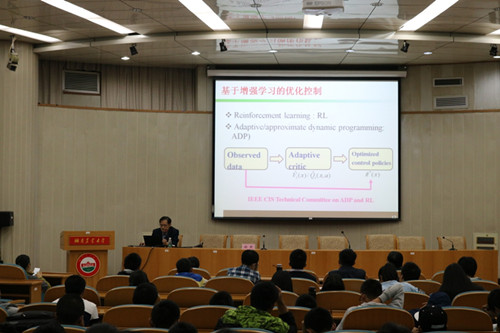 基于增强学习的优化控制
❖ Reinforcement learning : RL
❖ Adaptive/approximate dynamic programming:
ADP)
Observed
data
Adaptive
critic
Optimized
control policies
IEEE CIS Technical Committee on ADP and RL